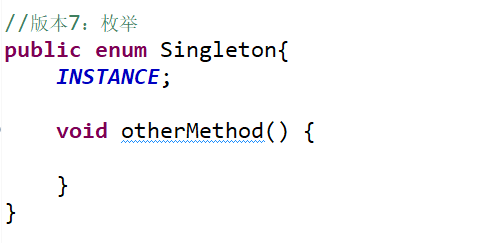 //版本7：枚举
public enum Singleton{
INSTANCE;
void otherMethod() {
}
}